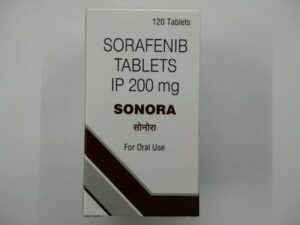 120 Tablets
SORAFENIB
TABLETS
IP 200 mg
SONORA
सोनोरा
For Oral Use